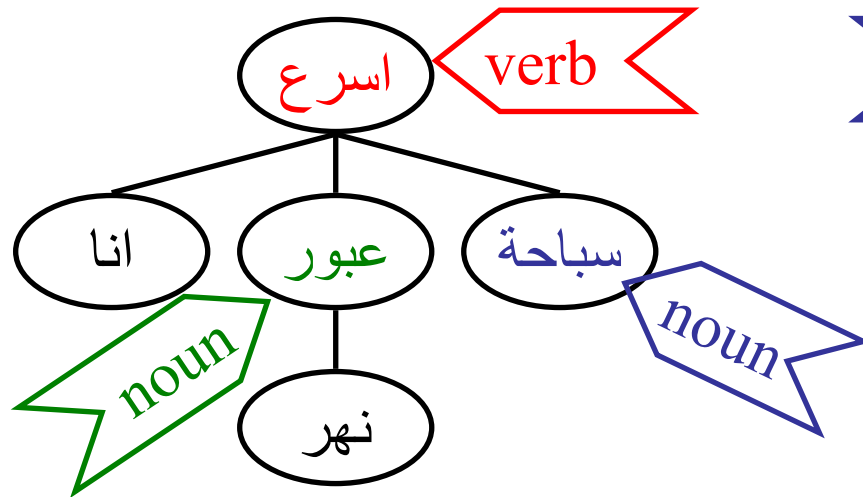 اسرع
verb
انا
عبور
سباحة
noun
noun
نهر